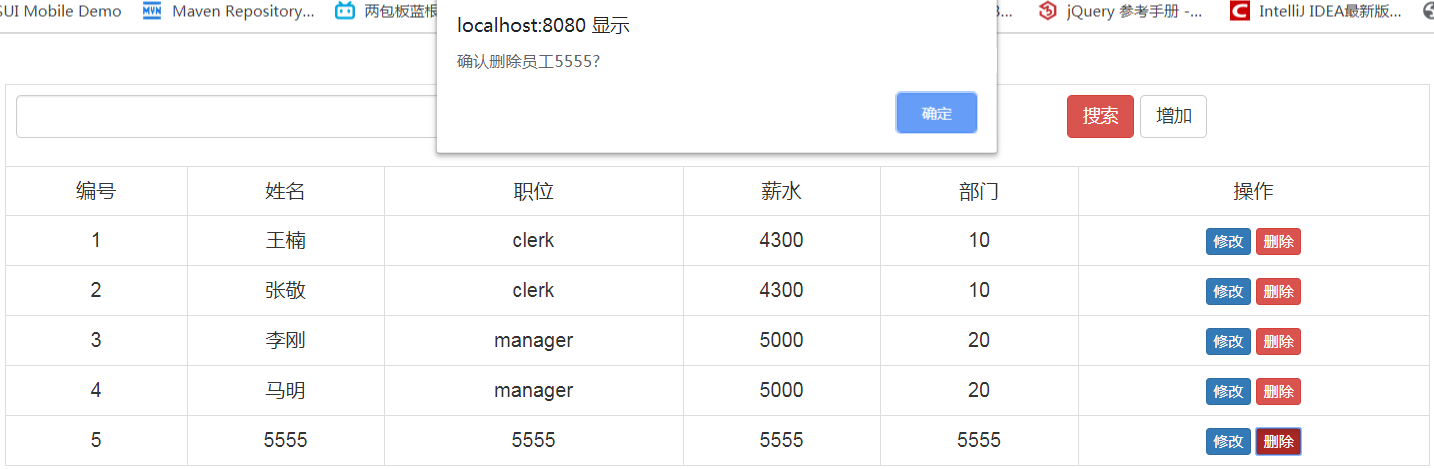 SUI Mobile Demo Maven Repository... 两包板蓝根 jQuery 参考手册 -... IntelliJ IDEA最新版...
localhost:8080 显示
确认删除员工5555?
确定
搜索 增加
编号 姓名 职位 薪水 部门 操作
1 王楠 clerk 4300 10 修改 删除
2 张敬 clerk 4300 10 修改 删除
3 李刚 manager 5000 20 修改 删除
4 马明 manager 5000 20 修改 删除
5 5555 5555 5555 5555 修改 删除